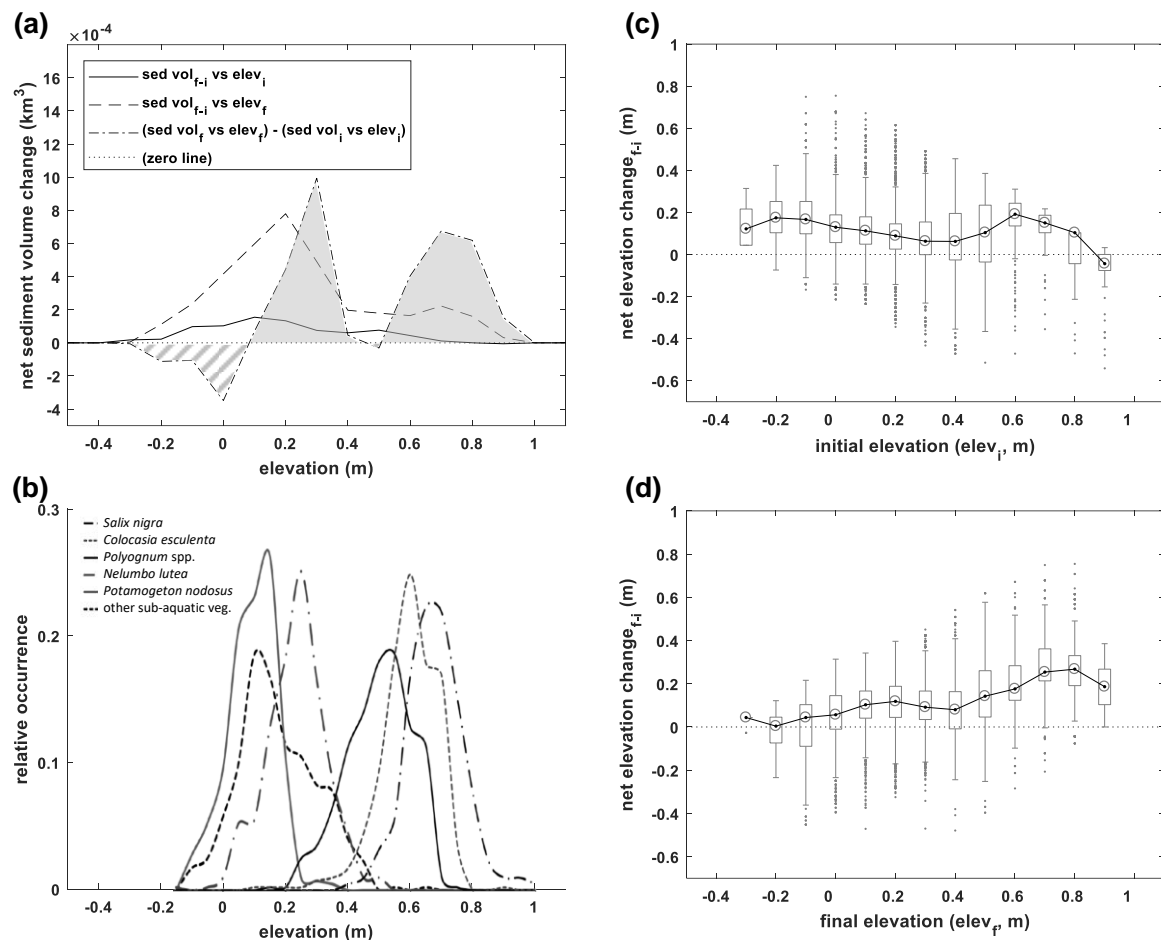 (a)
×10⁻⁴
16
14
12
10
8
6
4
2
0
-2
-4
net sediment volume change (km³)
sed vol_f-i vs elev_i
sed vol_f-i vs elev_f
(sed vol_f vs elev_f) - (sed vol_i vs elev_i)
(zero line)
-0.4 -0.2 0 0.2 0.4 0.6 0.8 1
elevation (m)
(b)
0.3
0.2
0.1
0
relative occurrence
Salix nigra
Colocasia esculenta
Polyognum spp.
Nelumbo lutea
Potamogeton nodosus
other sub-aquatic veg.
-0.4 -0.2 0 0.2 0.4 0.6 0.8 1
elevation (m)
(c)
1
0.8
0.6
0.4
0.2
0
-0.2
-0.4
-0.6
net elevation change_f-i (m)
-0.4 -0.2 0 0.2 0.4 0.6 0.8 1
initial elevation (elev_i, m)
(d)
1
0.8
0.6
0.4
0.2
0
-0.2
-0.4
-0.6
net elevation change_f-i (m)
-0.4 -0.2 0 0.2 0.4 0.6 0.8 1
final elevation (elev_f, m)